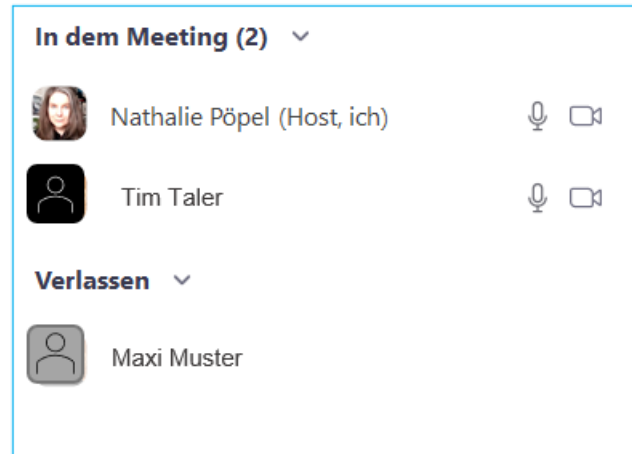 In dem Meeting (2)
Nathalie Pöpel (Host, ich)
Tim Taler
Verlassen
Maxi Muster